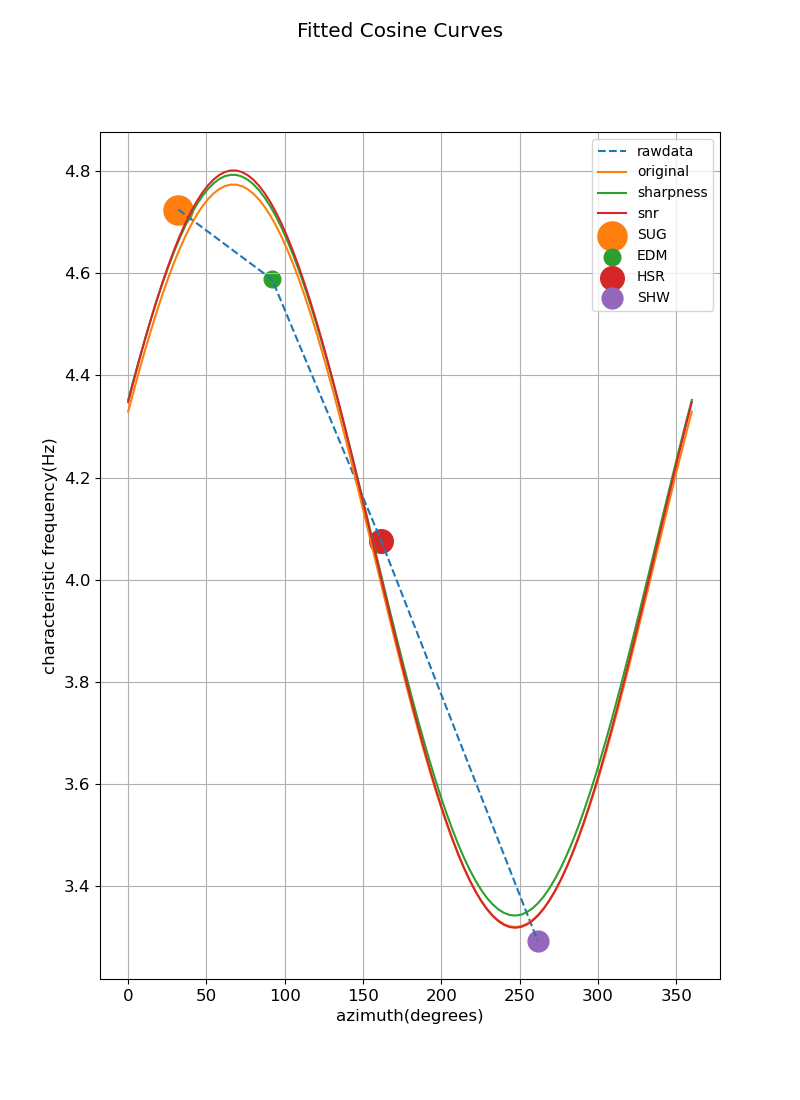 Fitted Cosine Curves
rawdata
original
sharpness
snr
SUG
EDM
HSR
SHW
4.8
4.6
4.4
4.2
4.0
3.8
3.6
3.4
characteristic frequency(Hz)
0 50 100 150 200 250 300 350
azimuth(degrees)